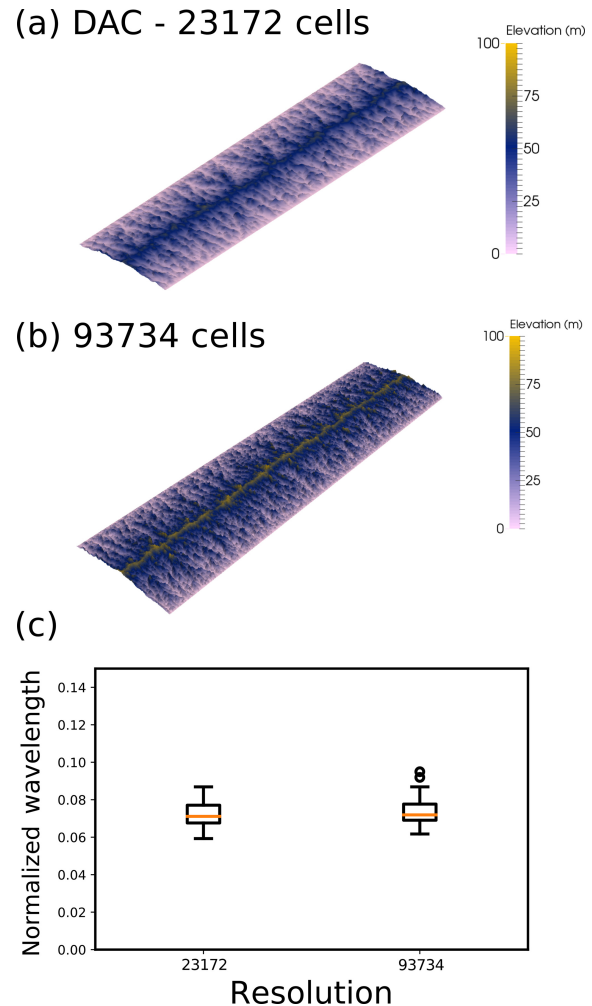 (a) DAC - 23172 cells
Elevation (m)
100
75
50
25
0
(b) 93734 cells
Elevation (m)
100
75
50
25
0
(c)
Normalized wavelength
0.14
0.12
0.10
0.08
0.06
0.04
0.02
0.00
23172 93734
Resolution